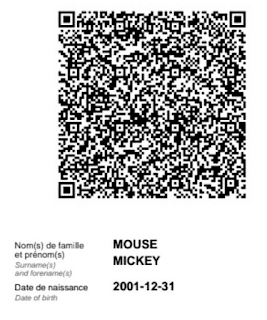 Nom(s) de famille
et prénom(s)
Surname(s)
and forename(s)
MOUSE
MICKEY
Date de naissance
Date of birth
2001-12-31